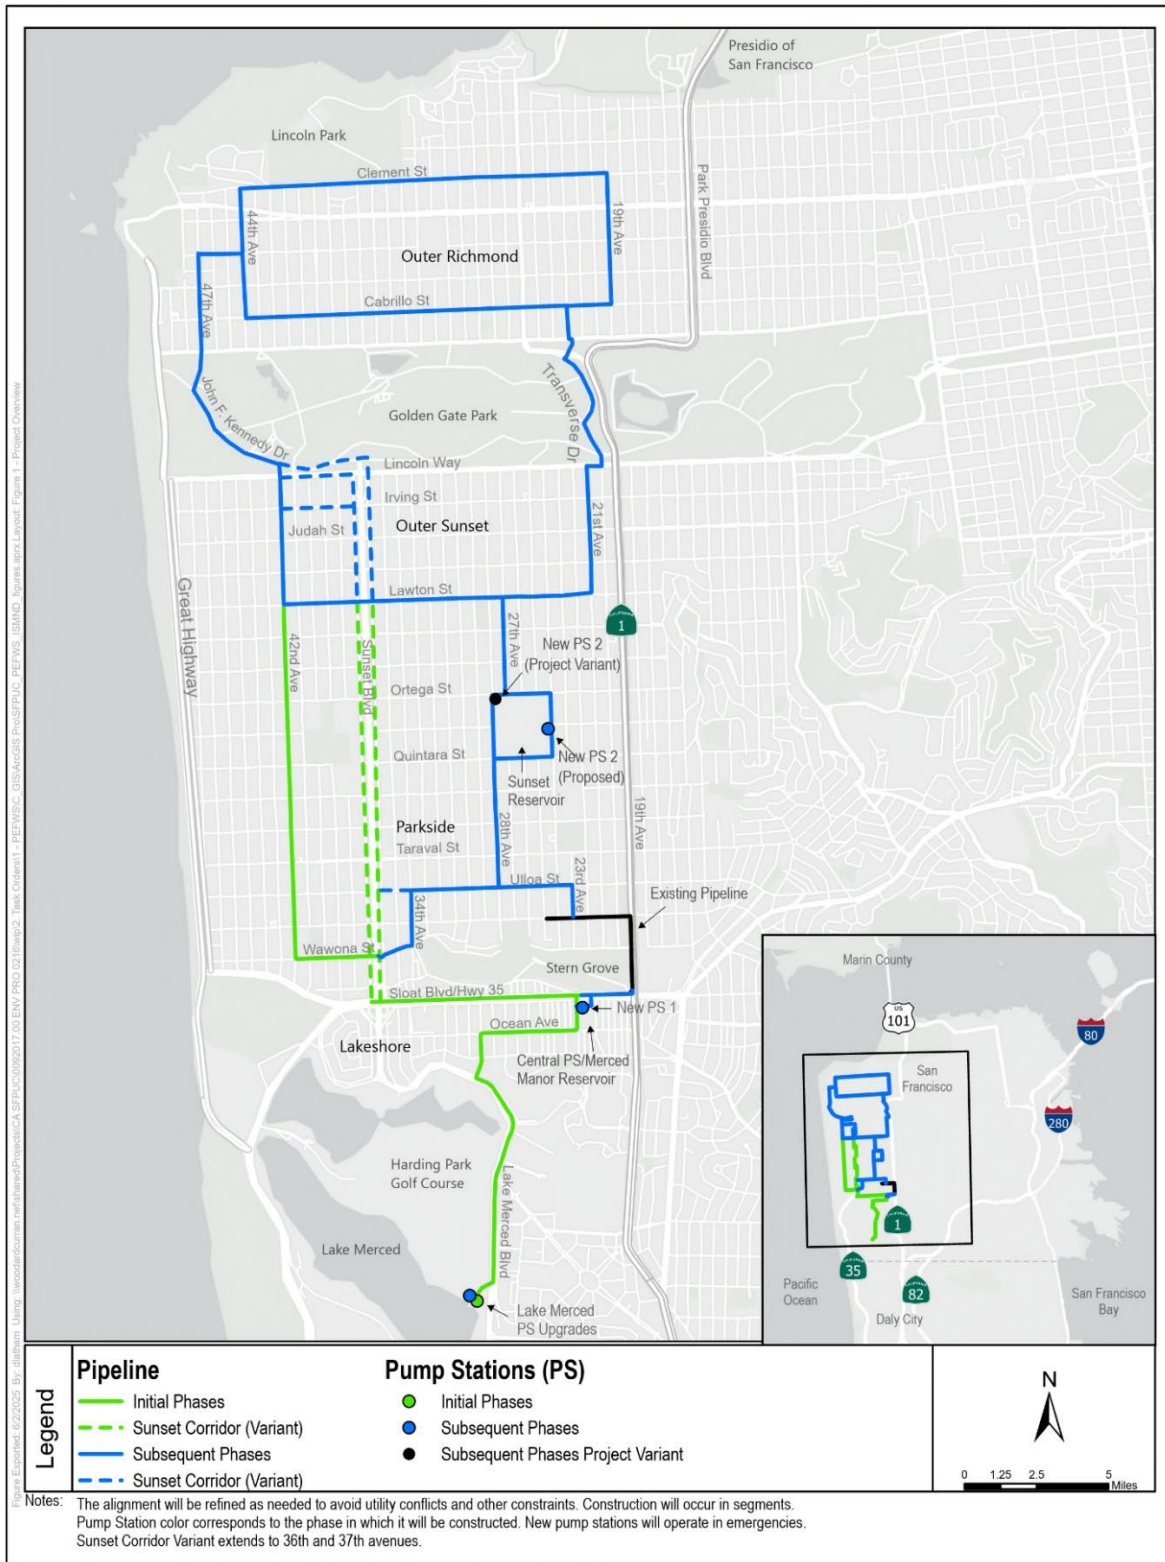 Presidio of
San Francisco
Lincoln Park
Clement St
44th Ave
19th Ave
Park Presidio Blvd
Outer Richmond
47th Ave
Cabrillo St
John F. Kennedy Dr
Transverse Dr
Golden Gate Park
Lincoln Way
Irving St
Judah St
Outer Sunset
21st Ave
Great Highway
Lawton St
CALIFORNIA
1
42nd Ave
Sunset Blvd
27th Ave
New PS 2
(Project Variant)
Ortega St
Quintara St
New PS 2
(Proposed)
Sunset
Reservoir
19th Ave
Parkside
Taraval St
28th Ave
Ulloa St
23rd Ave
Existing Pipeline
34th Ave
Wawona St
Stern Grove
Sloat Blvd/Hwy 35
New PS 1
Ocean Ave
Lakeshore
Central PS/Merced
Manor Reservoir
Harding Park
Golf Course
Lake Merced Blvd
Lake Merced
Lake Merced
PS Upgrades
Marin County
US
101
80
San
Francisco
280
1
35
Pacific
Ocean
82
Daly City
San Francisco
Bay
Legend
Pipeline
Initial Phases
Sunset Corridor (Variant)
Subsequent Phases
Sunset Corridor (Variant)
Pump Stations (PS)
Initial Phases
Subsequent Phases
Subsequent Phases Project Variant
N
0 1.25 2.5 5
Miles
Notes: The alignment will be refined as needed to avoid utility conflicts and other constraints. Construction will occur in segments.
Pump Station color corresponds to the phase in which it will be constructed. New pump stations will operate in emergencies.
Sunset Corridor Variant extends to 36th and 37th avenues.